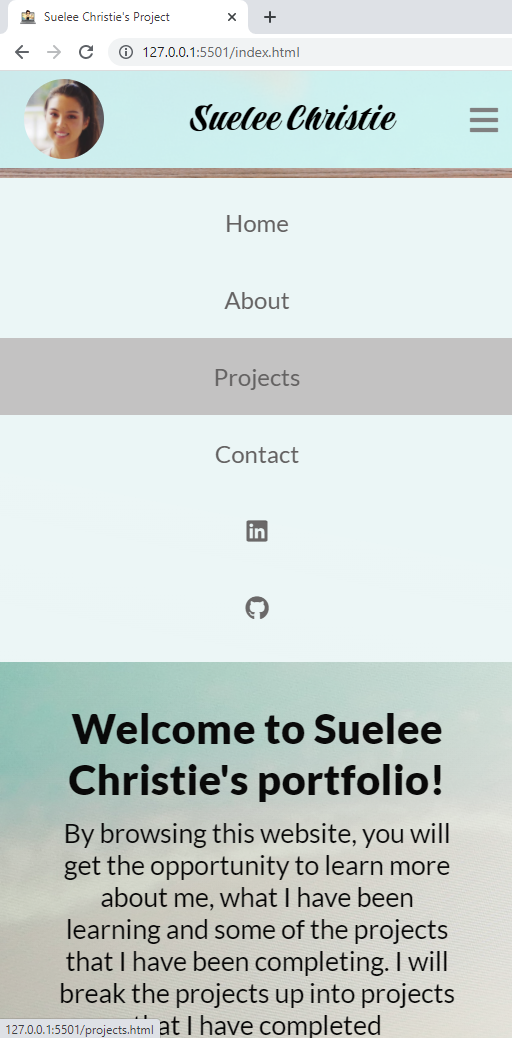 Suelee Christie's Project
127.0.0.1:5501/index.html
Suelee Christie
Home
About
Projects
Contact
in
Welcome to Suelee
Christie's portfolio!
By browsing this website, you will
get the opportunity to learn more
about me, what I have been
learning and some of the projects
that I have been completing. I will
break the projects up into projects
that I have completed
127.0.0.1:5501/projects.html